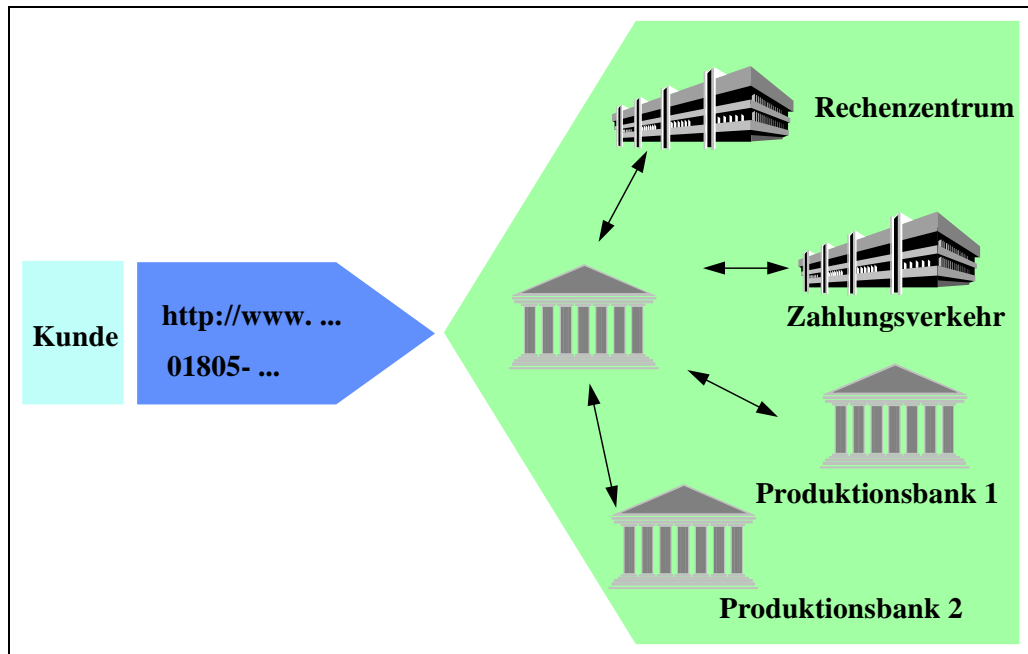 Rechenzentrum
Zahlungsverkehr
Kunde
http://www. ...
01805- ...
Produktionsbank 1
Produktionsbank 2